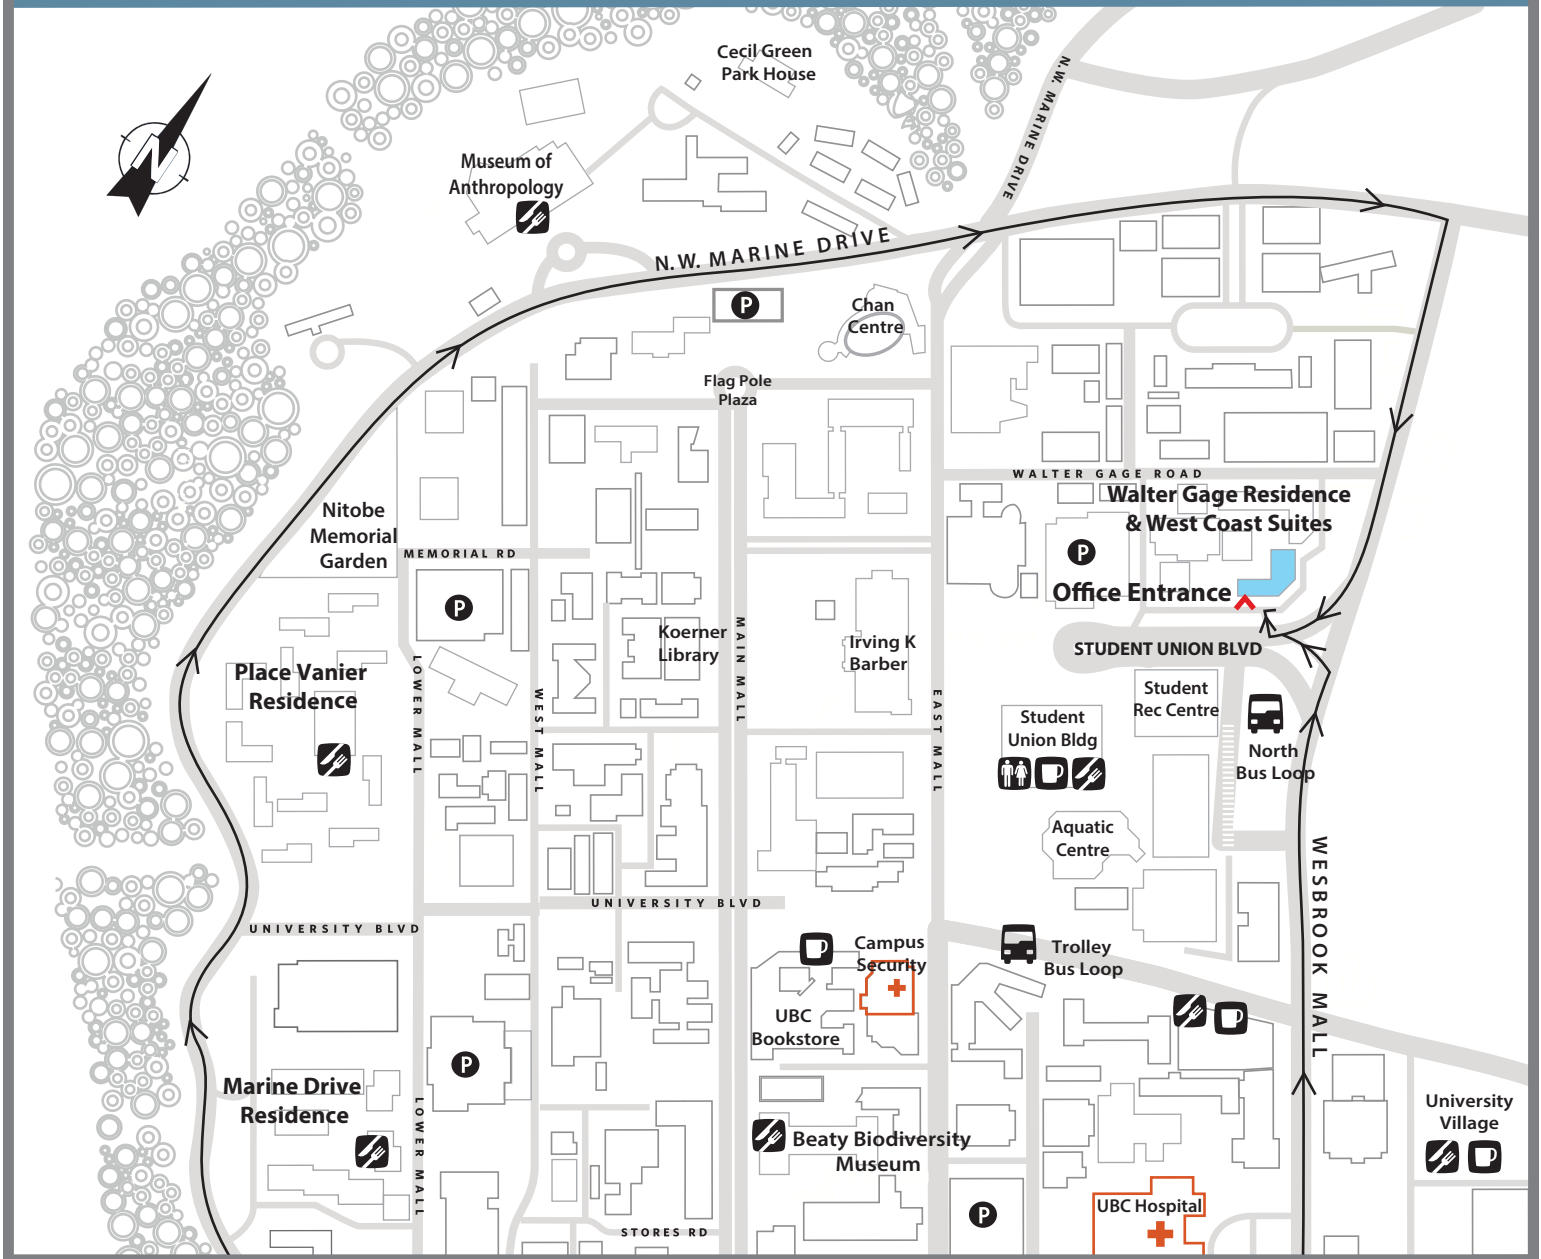 Cecil Green
Park House
N.W. MARINE DRIVE
N
Museum of
Anthropology
N.W. MARINE DRIVE
P
Chan
Centre
Flag Pole
Plaza
WALTER GAGE ROAD
Walter Gage Residence
& West Coast Suites
Nitobe
Memorial
Garden
MEMORIAL RD
P
Office Entrance
P
Koerner
Library
MAIN MALL
Irving K
Barber
STUDENT UNION BLVD
Place Vanier
Residence
LOWER MALL
WEST MALL
EAST MALL
Student
Rec Centre
Student
Union Bldg
North
Bus Loop
Aquatic
Centre
WESBROOK MALL
UNIVERSITY BLVD
UNIVERSITY BLVD
Campus
Security
Trolley
Bus Loop
UBC
Bookstore
P
Marine Drive
Residence
LOWER MALL
University
Village
Beaty Biodiversity
Museum
P
UBC Hospital
STORES RD